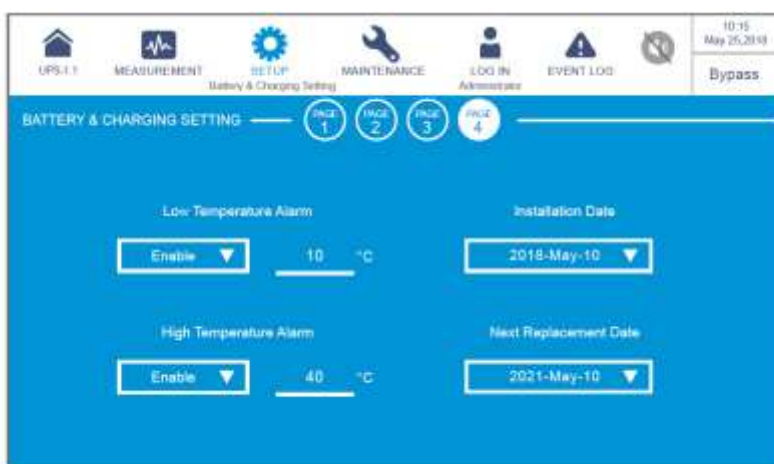 10:15
May 25,2018
UPS-1.1 MEASUREMENT SETUP MAINTENANCE LOG IN EVENT LOG
Battery & Charging Setting Administrator
Bypass
BATTERY & CHARGING SETTING PAGE 1 PAGE 2 PAGE 3 PAGE 4
Low Temperature Alarm Installation Date
Enable 10 °C 2018-May-10
High Temperature Alarm Next Replacement Date
Enable 40 °C 2021-May-10